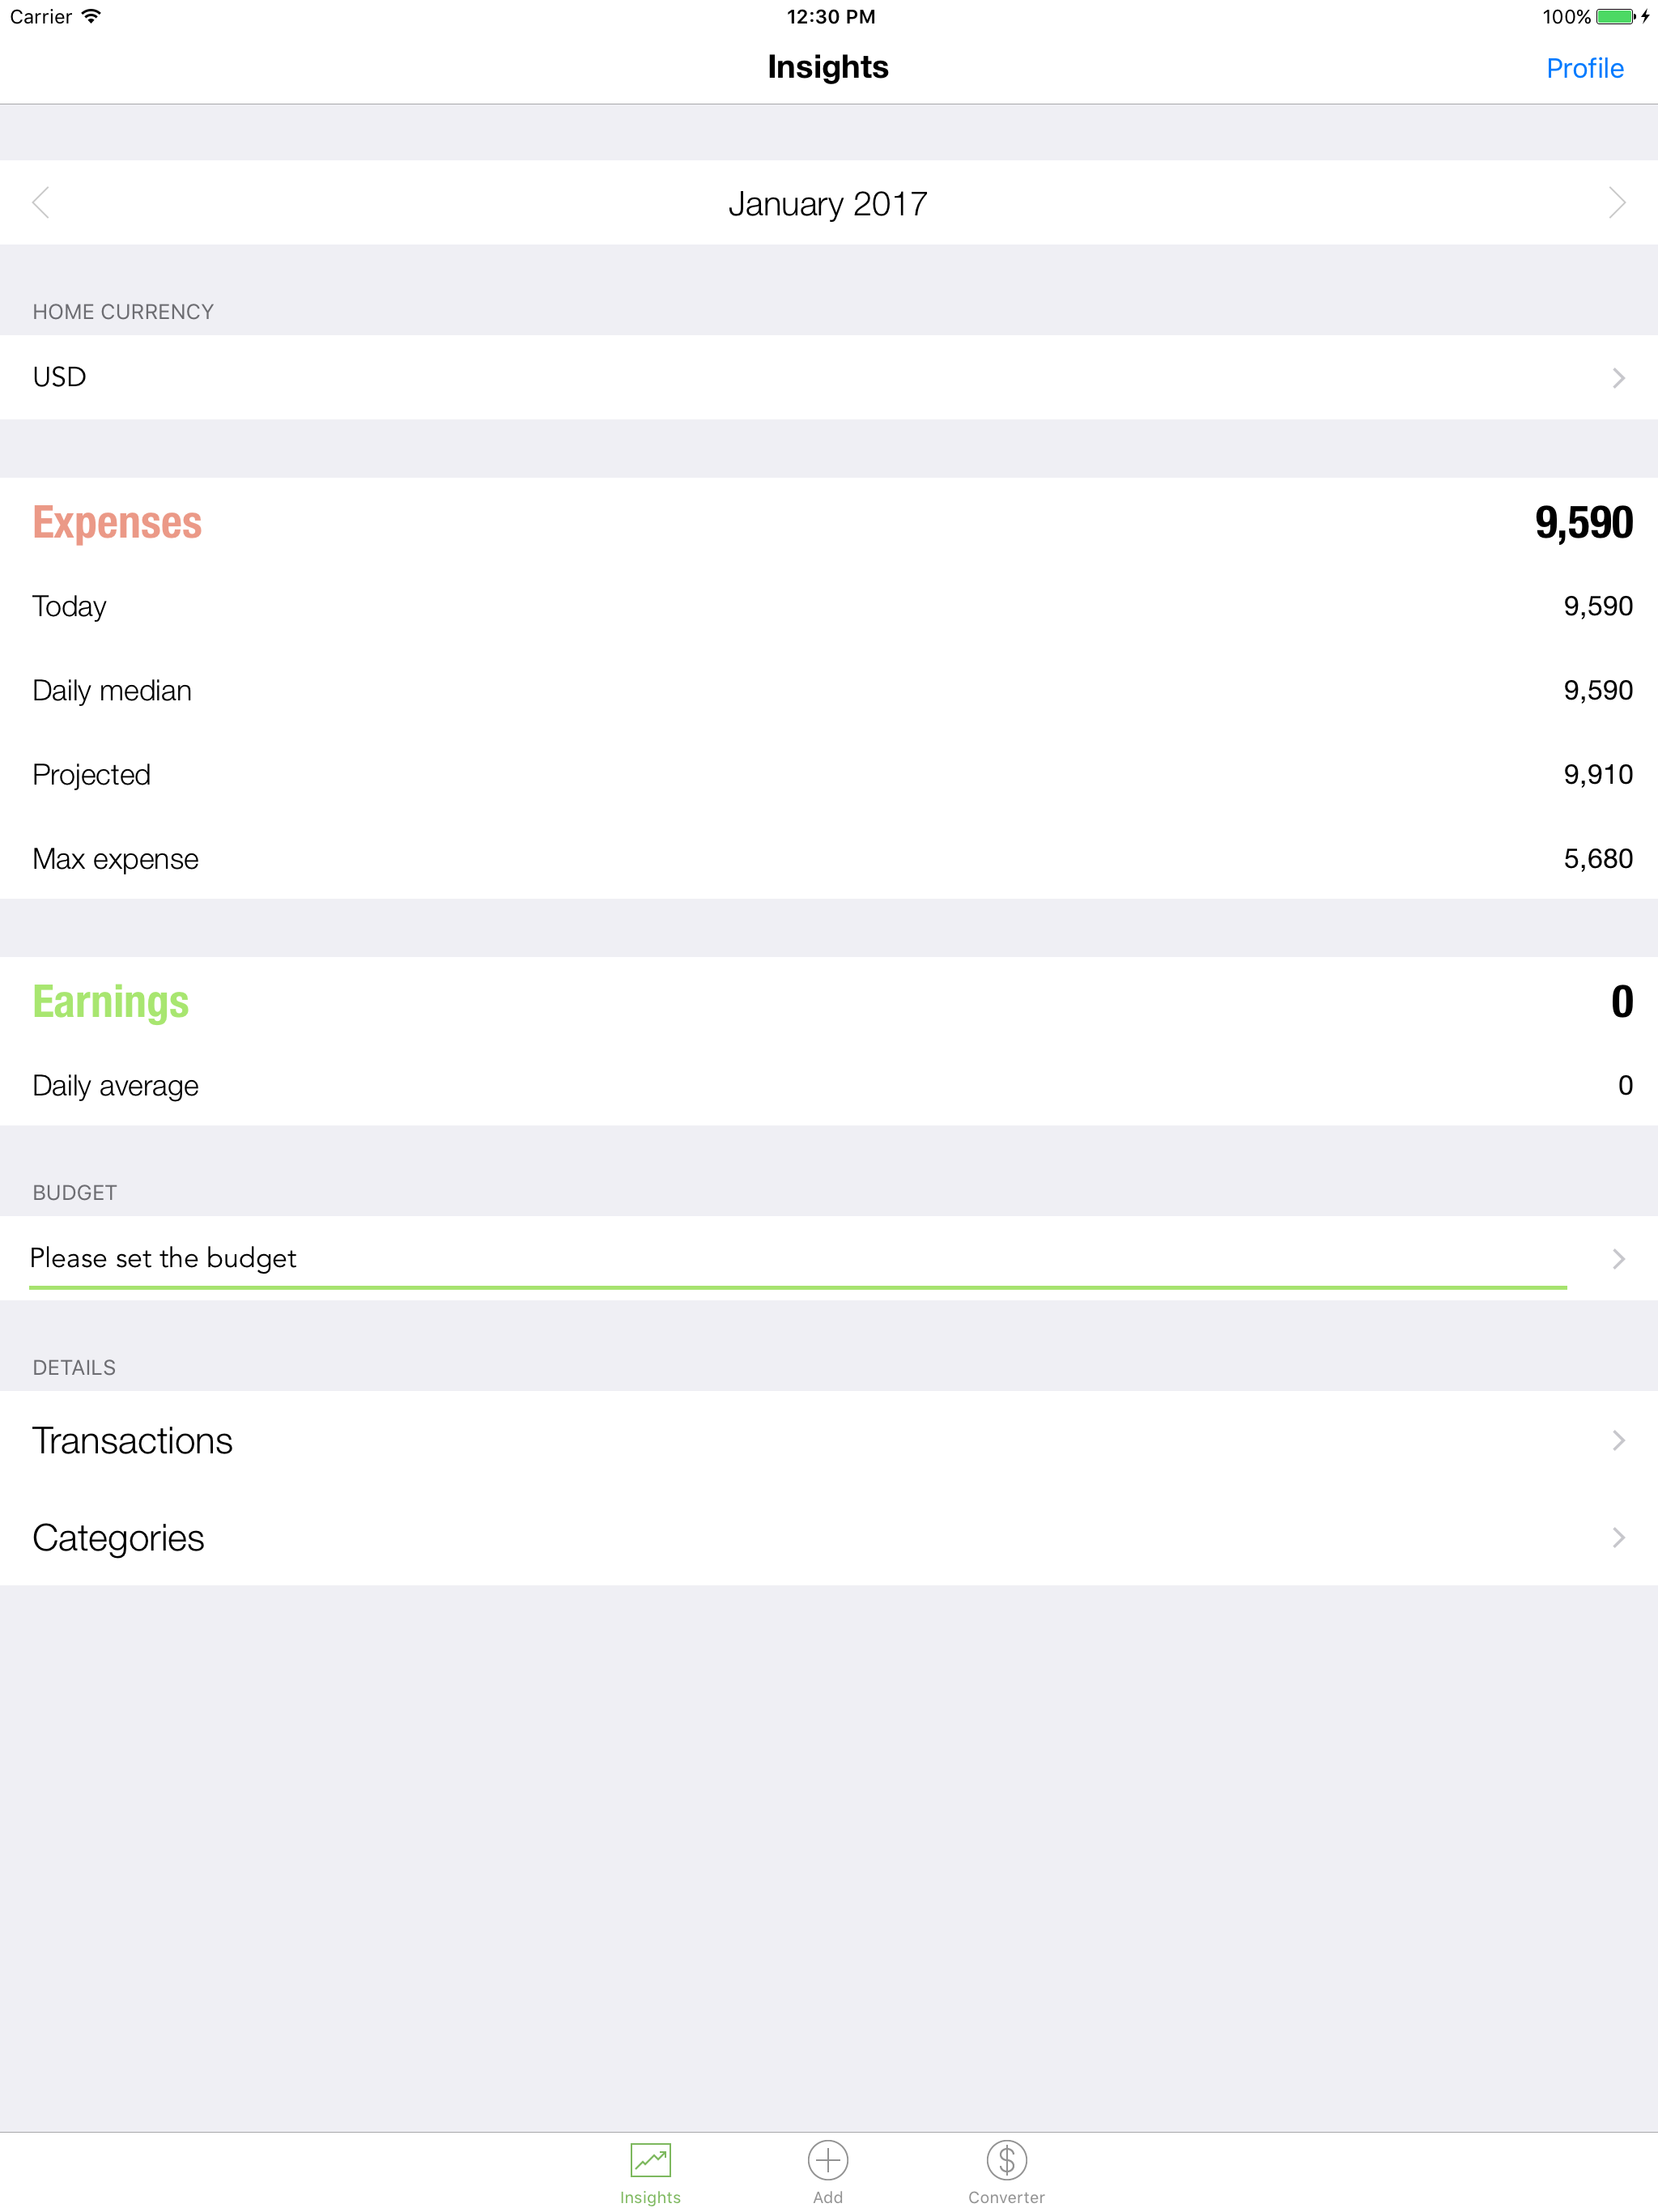 Carrier 12:30 PM 100%
Insights Profile
January 2017
HOME CURRENCY
USD
Expenses 9,590
Today 9,590
Daily median 9,590
Projected 9,910
Max expense 5,680
Earnings 0
Daily average 0
BUDGET
Please set the budget
DETAILS
Transactions
Categories
Insights Add Converter